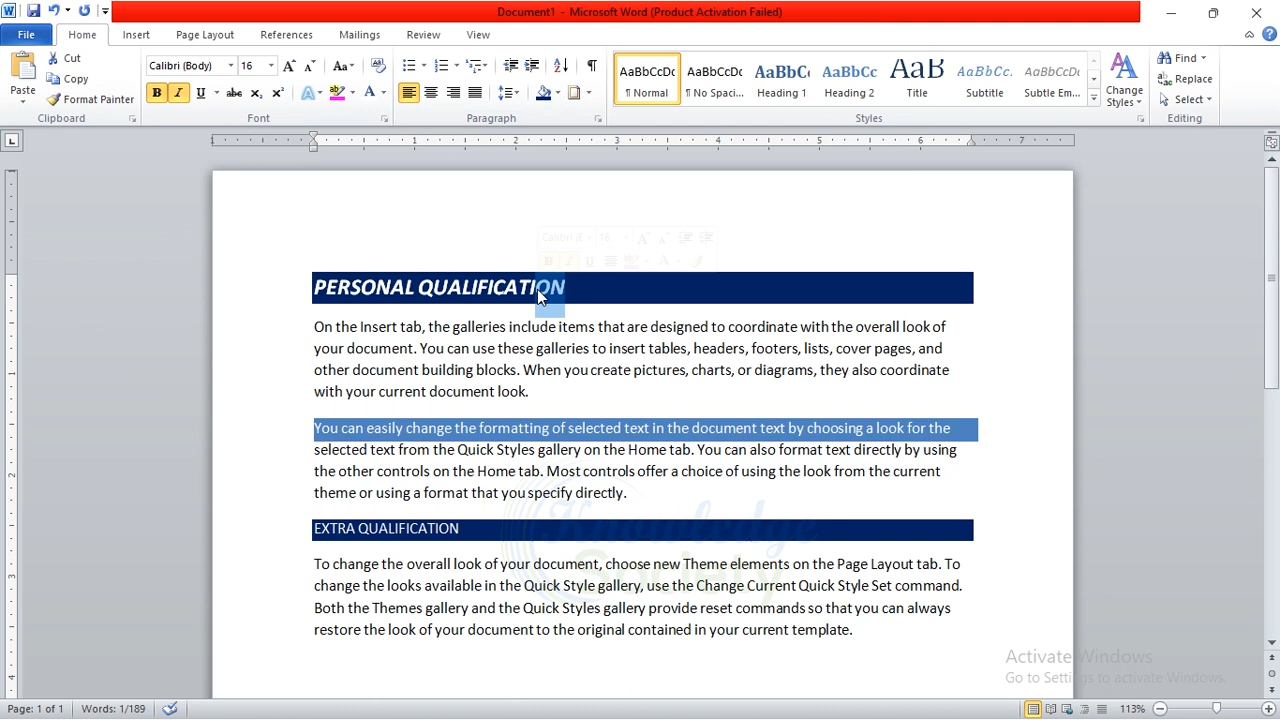 Document1 - Microsoft Word (Product Activation Failed)
File Home Insert Page Layout References Mailings Review View
Paste
Cut
Copy
Format Painter
Clipboard
Calibri (Body) 16
Font
Paragraph
AaBbCcDc AaBbCcDc AaBbC AaBbCc AaB AaBbCc. AaBbCcDc
¶ Normal ¶ No Spaci... Heading 1 Heading 2 Title Subtitle Subtle Em...
Styles
Change Styles
Find
Replace
Select
Editing
1 2 3 4 5 6 7
Calibri (E 16
PERSONAL QUALIFICATION
On the Insert tab, the galleries include items that are designed to coordinate with the overall look of
your document. You can use these galleries to insert tables, headers, footers, lists, cover pages, and
other document building blocks. When you create pictures, charts, or diagrams, they also coordinate
with your current document look.
You can easily change the formatting of selected text in the document text by choosing a look for the
selected text from the Quick Styles gallery on the Home tab. You can also format text directly by using
the other controls on the Home tab. Most controls offer a choice of using the look from the current
theme or using a format that you specify directly.
Knowledge
Society
EXTRA QUALIFICATION
To change the overall look of your document, choose new Theme elements on the Page Layout tab. To
change the looks available in the Quick Style gallery, use the Change Current Quick Style Set command.
Both the Themes gallery and the Quick Styles gallery provide reset commands so that you can always
restore the look of your document to the original contained in your current template.
Activate Windows
Go to Settings to activate Windows.
Page: 1 of 1 Words: 1/189 113%